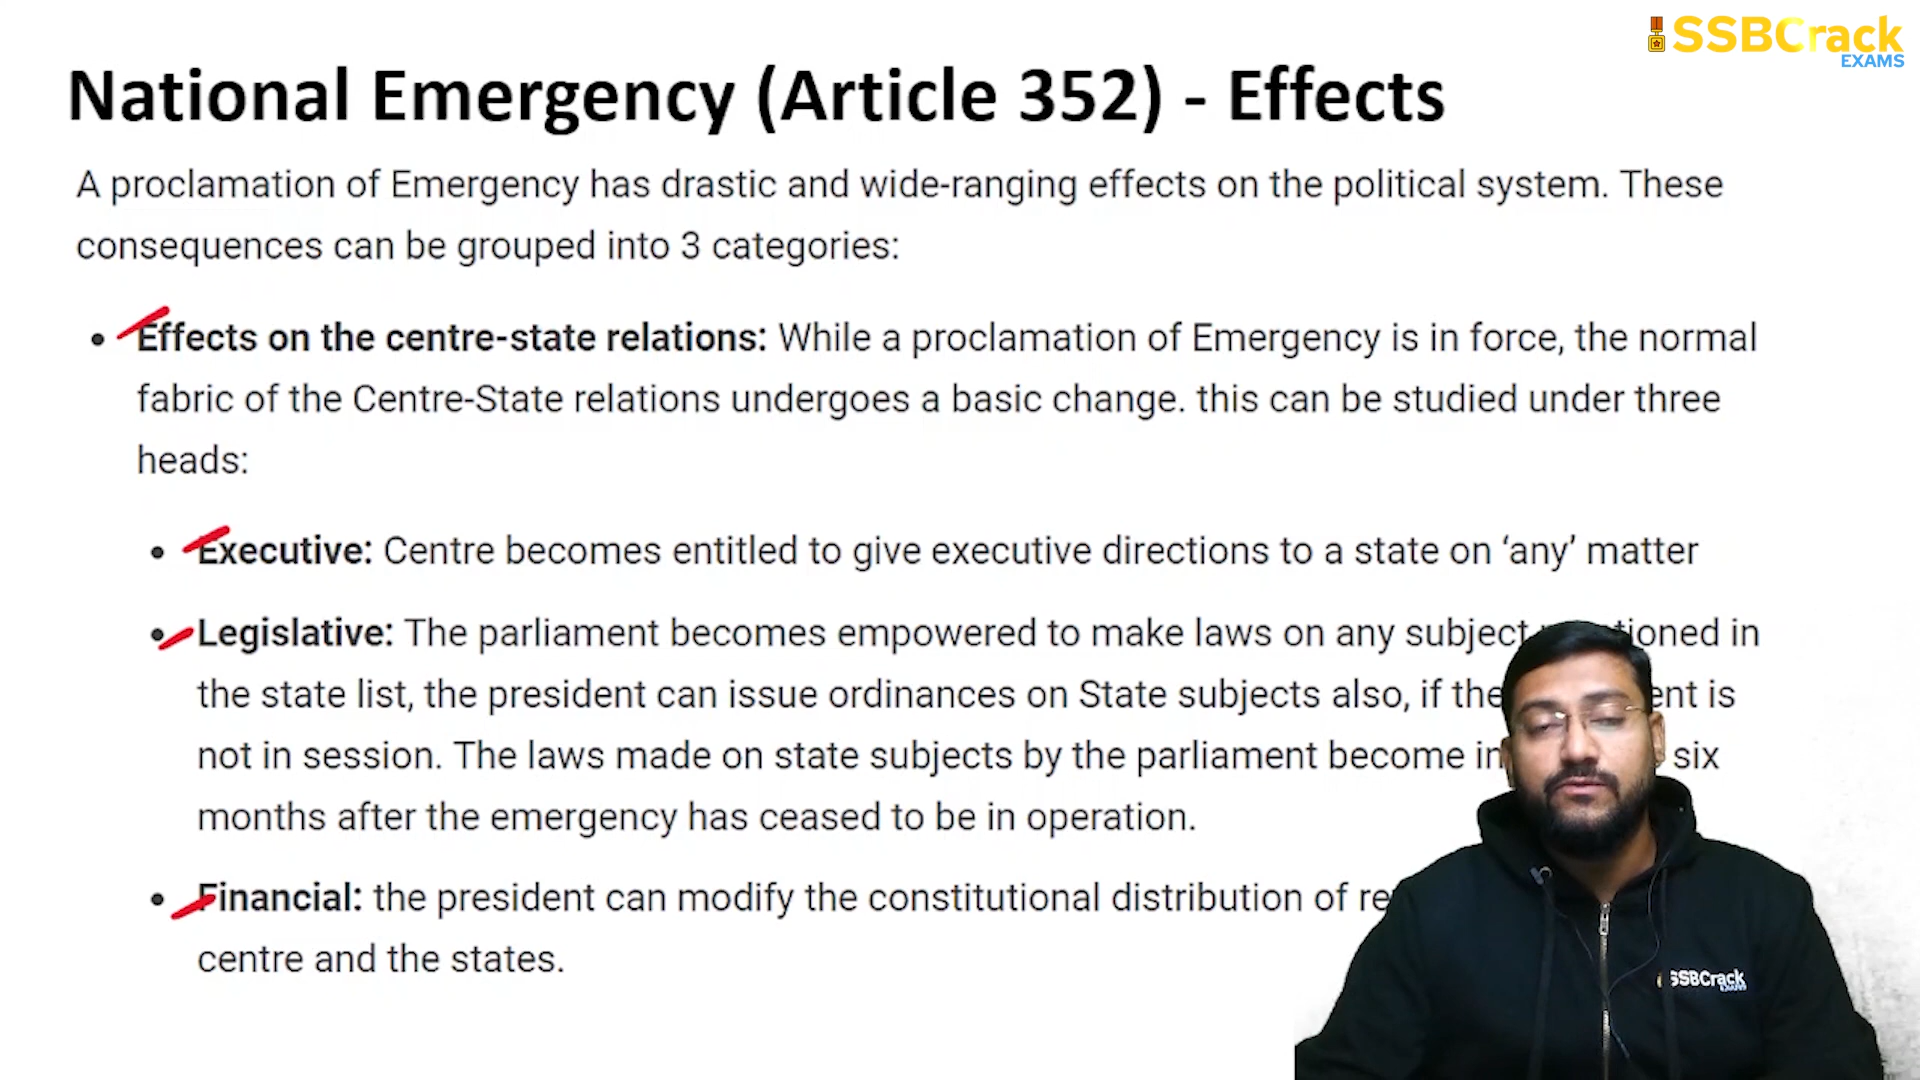 SSBCrack
EXAMS
National Emergency (Article 352) - Effects
A proclamation of Emergency has drastic and wide-ranging effects on the political system. These
consequences can be grouped into 3 categories:
• Effects on the centre-state relations: While a proclamation of Emergency is in force, the normal
fabric of the Centre-State relations undergoes a basic change. this can be studied under three
heads:
• Executive: Centre becomes entitled to give executive directions to a state on ‘any’ matter
• Legislative: The parliament becomes empowered to make laws on any subject in
the state list, the president can issue ordinances on State subjects also, if the is
not in session. The laws made on state subjects by the parliament become six
months after the emergency has ceased to be in operation.
• Financial: the president can modify the constitutional distribution of
centre and the states.
SSBCrack
EXAMS